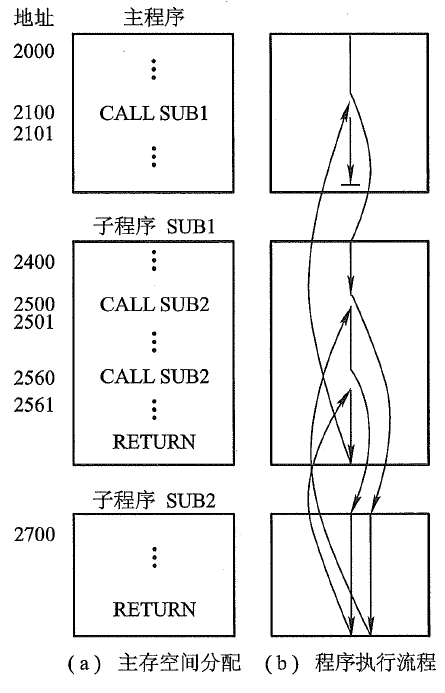 地址 主程序
2000
2100 CALL SUB1
2101
子程序 SUB1
2400
2500 CALL SUB2
2501
2560 CALL SUB2
2561
RETURN
子程序 SUB2
2700
RETURN
(a) 主存空间分配 (b) 程序执行流程